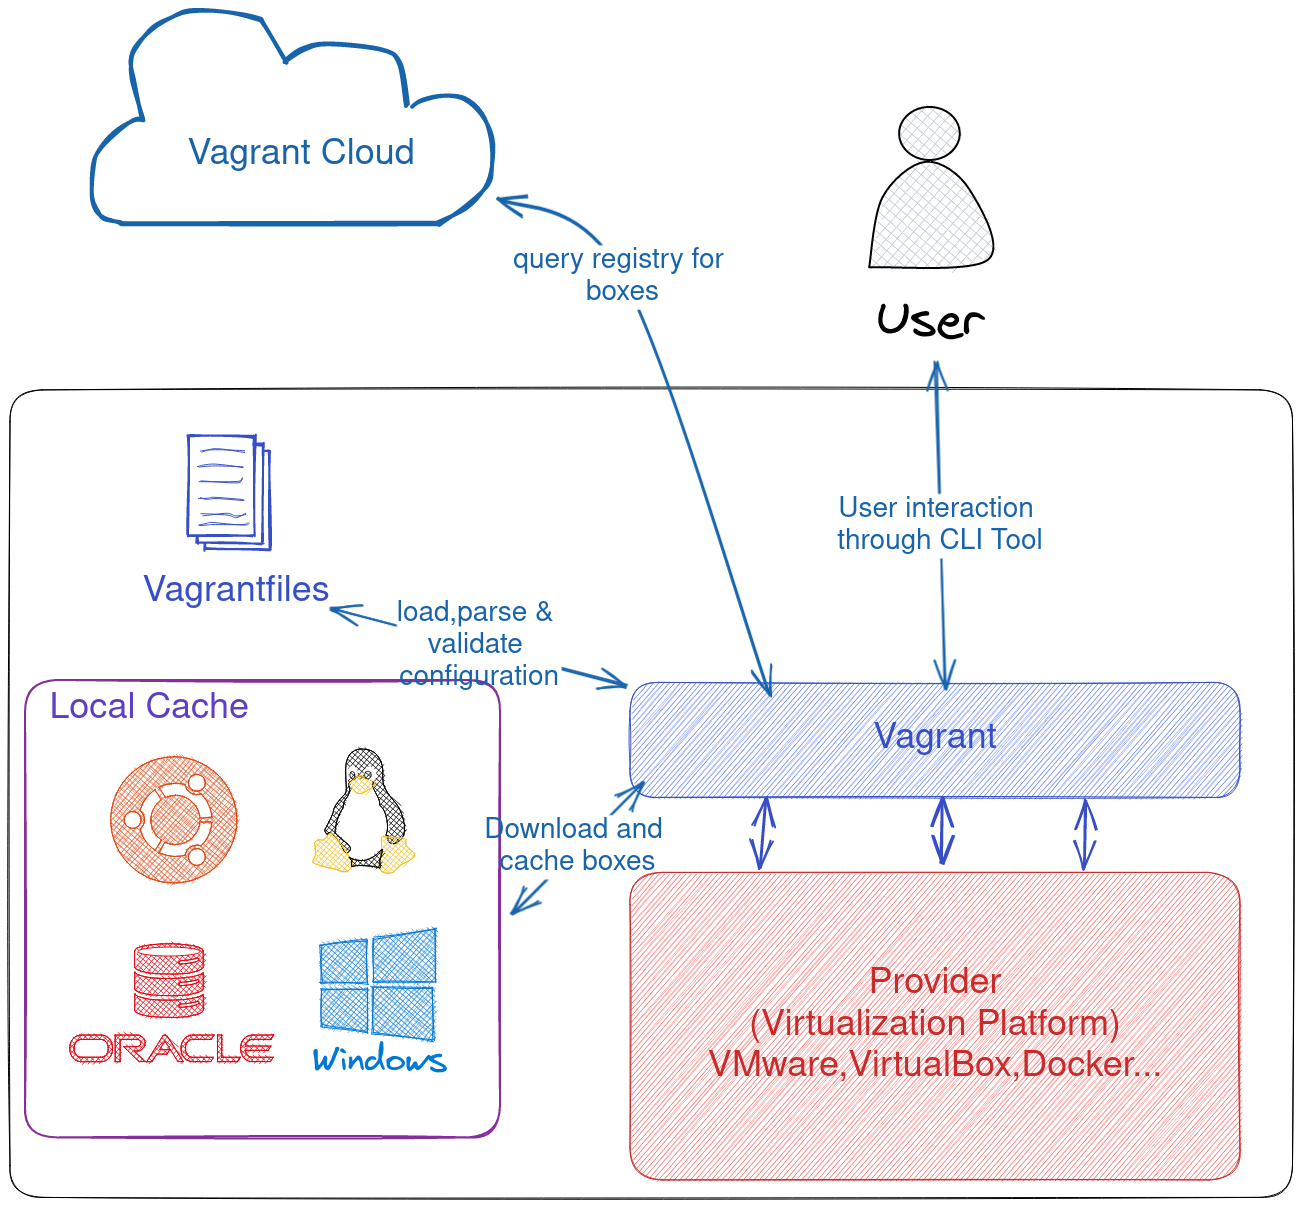 Vagrant Cloud
query registry for
boxes
User
User interaction
through CLI Tool
Vagrantfiles
load,parse &
validate
configuration
Local Cache
Vagrant
Download and
cache boxes
ORACLE
Windows
Provider
(Virtualization Platform)
VMware,VirtualBox,Docker...